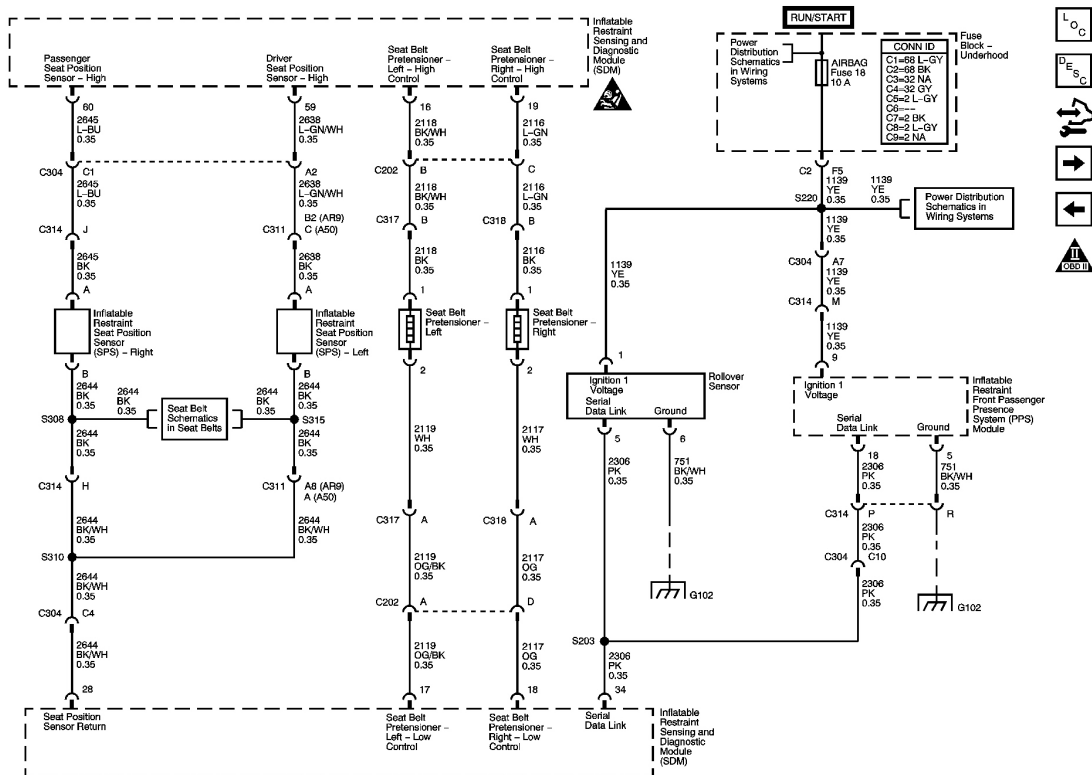 RUN/START
L O C
D E S C
II
OBD II
Inflatable
Restraint
Sensing and
Diagnostic
Module
(SDM)
Passenger
Seat Position
Sensor – High
Driver
Seat Position
Sensor – High
Seat Belt
Pretensioner –
Left – High
Control
Seat Belt
Pretensioner –
Right – High
Control
Power
Distribution
Schematics
in Wiring
Systems
AIRBAG
Fuse 18
10 A
CONN ID
C1=68 L-GY
C2=68 BK
C3=32 NA
C4=32 GY
C5=2 L-GY
C6=--
C7=2 BK
C8=2 L-GY
C9=2 NA
Fuse
Block –
Underhood
60
2645
L-BU
0.35
59
2638
L-GN/WH
0.35
16
2118
BK/WH
0.35
19
2116
L-GN
0.35
C304
C1
2645
L-BU
0.35
A2
2638
L-GN/WH
0.35
C202
B
2118
BK/WH
0.35
C
2116
L-GN
0.35
C2
F5
1139
YE
0.35
1139
YE
0.35
S220
Power Distribution
Schematics in
Wiring Systems
C314
J
C311
B2 (AR9)
C (A50)
C317
B
C318
B
2645
BK
0.35
2638
BK
0.35
2118
BK
0.35
2116
BK
0.35
1139
YE
0.35
1139
YE
0.35
C304
A7
1139
YE
0.35
C314
M
1139
YE
0.35
A
A
1
1
Inflatable
Restraint
Seat Position
Sensor
(SPS) – Right
Inflatable
Restraint
Seat Position
Sensor
(SPS) – Left
Seat Belt
Pretensioner –
Left
Seat Belt
Pretensioner –
Right
1
9
Ignition 1
Voltage
Serial
Data Link
Ground
Rollover
Sensor
Ignition 1
Voltage
Serial
Data Link
Ground
Inflatable
Restraint
Front Passenger
Presence
System (PPS)
Module
B
2644
BK
0.35
2644
BK
0.35
2644
BK
0.35
B
2644
BK
0.35
2
2
S308
Seat Belt
Schematics
in Seat Belts
S315
2644
BK
0.35
2644
BK
0.35
2119
WH
0.35
2117
WH
0.35
5
2306
PK
0.35
6
751
BK/WH
0.35
18
2306
PK
0.35
5
751
BK/WH
0.35
C314
H
C311
A8 (AR9)
A (A50)
2644
BK/WH
0.35
2644
BK/WH
0.35
C317
A
C318
A
C314
P
R
2306
PK
0.35
S310
2644
BK/WH
0.35
2119
OG/BK
0.35
2117
OG
0.35
C304
C10
2306
PK
0.35
G102
G102
C304
C4
C202
A
D
2644
BK/WH
0.35
2119
OG/BK
0.35
2117
OG
0.35
S203
2306
PK
0.35
28
17
18
34
Seat Position
Sensor Return
Seat Belt
Pretensioner –
Left – Low
Control
Seat Belt
Pretensioner –
Right – Low
Control
Serial
Data Link
Inflatable
Restraint
Sensing and
Diagnostic
Module
(SDM)